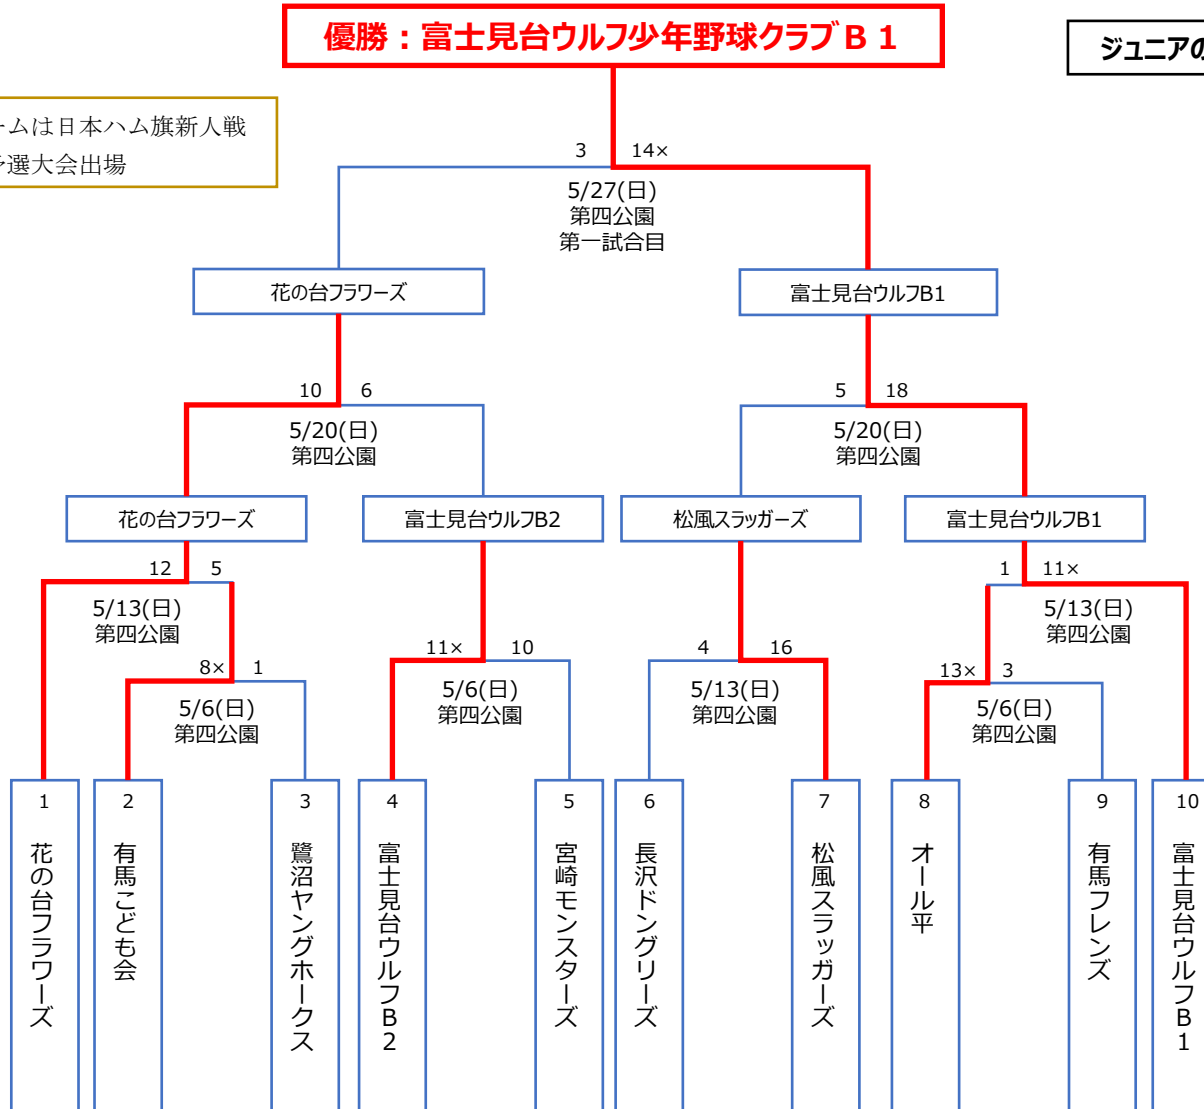 優勝：富士見台ウルフ少年野球クラブＢ１
ジュニアの
ームは日本ハム旗新人戦
予選大会出場
3 14×
5/27(日)
第四公園
第一試合目
花の台フラワーズ
富士見台ウルフB1
10 6
5/20(日)
第四公園
5 18
5/20(日)
第四公園
花の台フラワーズ
富士見台ウルフB2
松風スラッガーズ
富士見台ウルフB1
12 5
5/13(日)
第四公園
1 11×
5/13(日)
第四公園
8× 1
5/6(日)
第四公園
11× 10
5/6(日)
第四公園
4 16
5/13(日)
第四公園
13× 3
5/6(日)
第四公園
1
花の台フラワーズ
2
有馬こども会
3
鷺沼ヤングホークス
4
富士見台ウルフB2
5
宮崎モンスターズ
6
長沢ドングリーズ
7
松風スラッガーズ
8
オール平
9
有馬フレンズ
10
富士見台ウルフB1